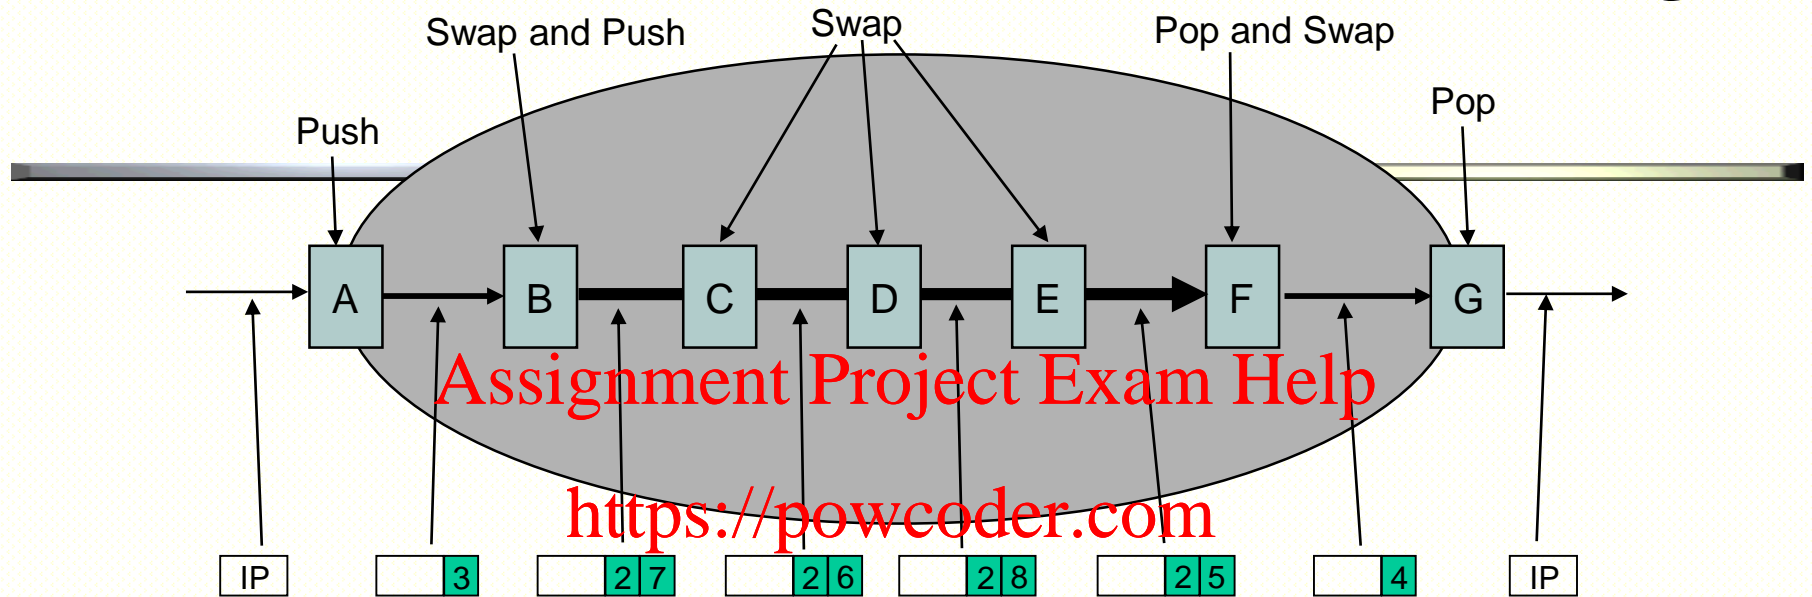 Swap and Push
Swap
Pop and Swap
Push
Pop
A B C D E F G
Assignment Project Exam Help
https://powcoder.com
IP 3 2 7 2 6 2 8 2 5 4 IP